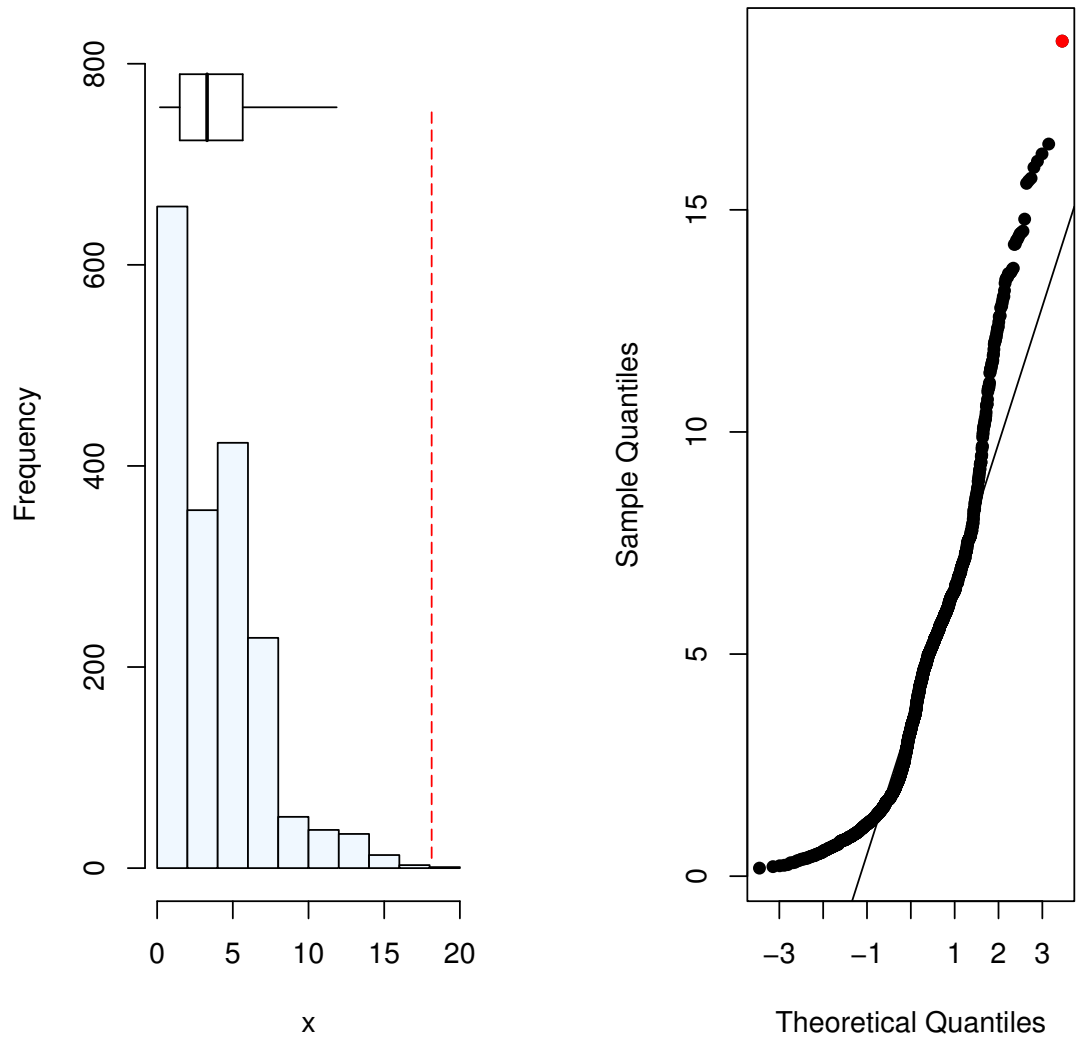 Frequency
0 200 400 600 800
0 5 10 15 20
x
Sample Quantiles
0 5 10 15
−3 −1 1 2 3
Theoretical Quantiles